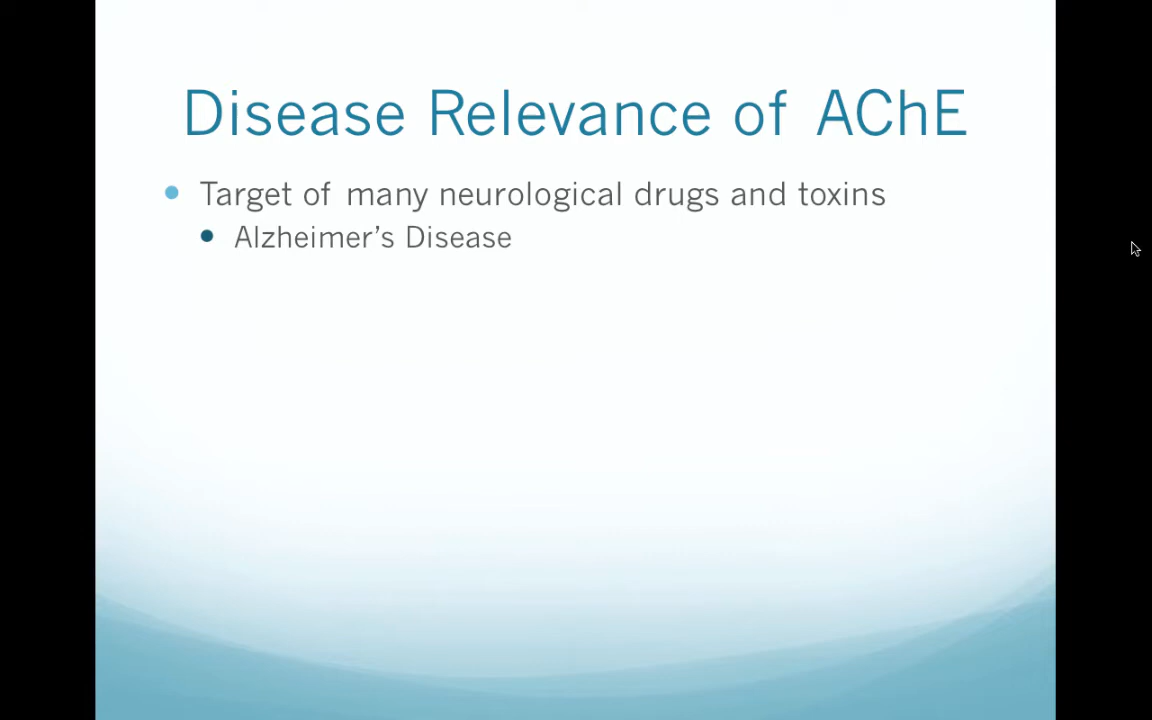 Disease Relevance of AChE
Target of many neurological drugs and toxins
Alzheimer’s Disease